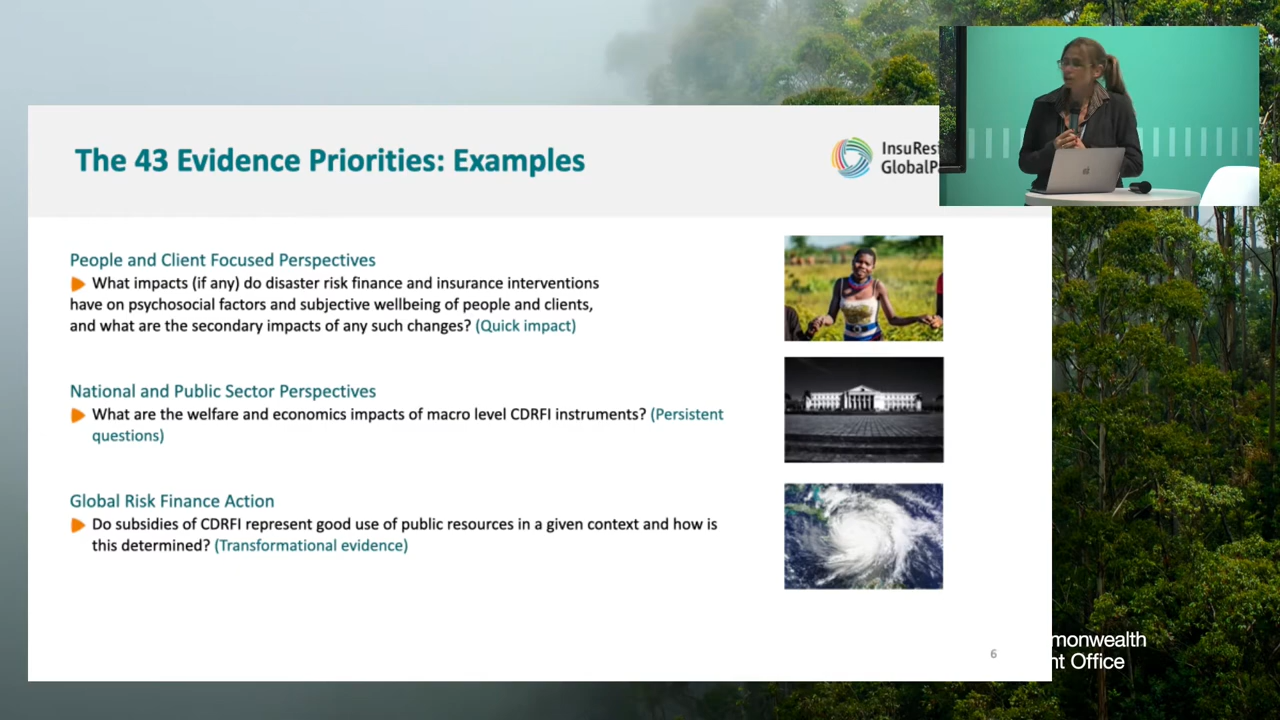 The 43 Evidence Priorities: Examples
InsuRes
GlobalP
People and Client Focused Perspectives
What impacts (if any) do disaster risk finance and insurance interventions
have on psychosocial factors and subjective wellbeing of people and clients,
and what are the secondary impacts of any such changes? (Quick impact)
National and Public Sector Perspectives
What are the welfare and economics impacts of macro level CDRFI instruments? (Persistent
questions)
Global Risk Finance Action
Do subsidies of CDRFI represent good use of public resources in a given context and how is
this determined? (Transformational evidence)
6
monwealth
nt Office